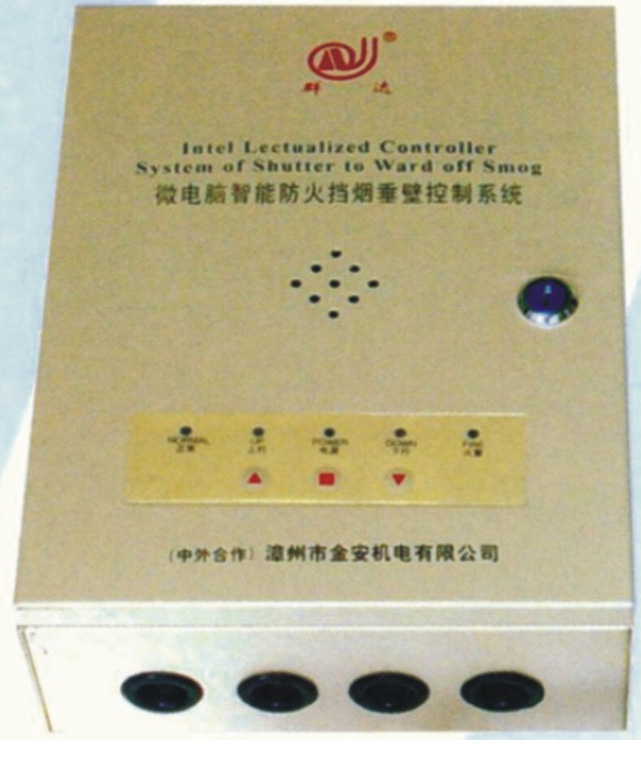 ®
群 达
Intel Lectualized Controller
System of Shutter to Ward off Smog
微电脑智能防火挡烟垂壁控制系统
NORMAL UP POWER DOWN FIRE
正常 上行 电源 下行 火警
(中外合作) 漳州市金安机电有限公司